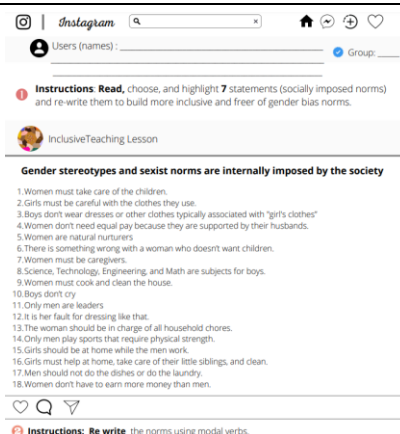 Instagram
Users (names) : ___________________________
Group: _____
Instructions: Read, choose, and highlight 7 statements (socially imposed norms)
and re-write them to build more inclusive and freer of gender bias norms.
InclusiveTeaching Lesson
Gender stereotypes and sexist norms are internally imposed by the society
1.Women must take care of the children.
2.Girls must be careful with the clothes they use.
3.Boys don't wear dresses or other clothes typically associated with "girl's clothes"
4.Women don't need equal pay because they are supported by their husbands.
5.Women are natural nurturers
6.There is something wrong with a woman who doesn't want children.
7.Women must be caregivers.
8.Science, Technology, Engineering, and Math are subjects for boys.
9.Women must cook and clean the house.
10.Boys don't cry
11.Only men are leaders
12.It is her fault for dressing like that.
13.The woman should be in charge of all household chores.
14.Only men play sports that require physical strength.
15.Girls should be at home while the men work.
16.Girls must help at home, take care of their little siblings, and clean.
17.Men should not do the dishes or do the laundry.
18.Women don't have to earn more money than men.
2 Instructions: Re write the norms using modal verbs.